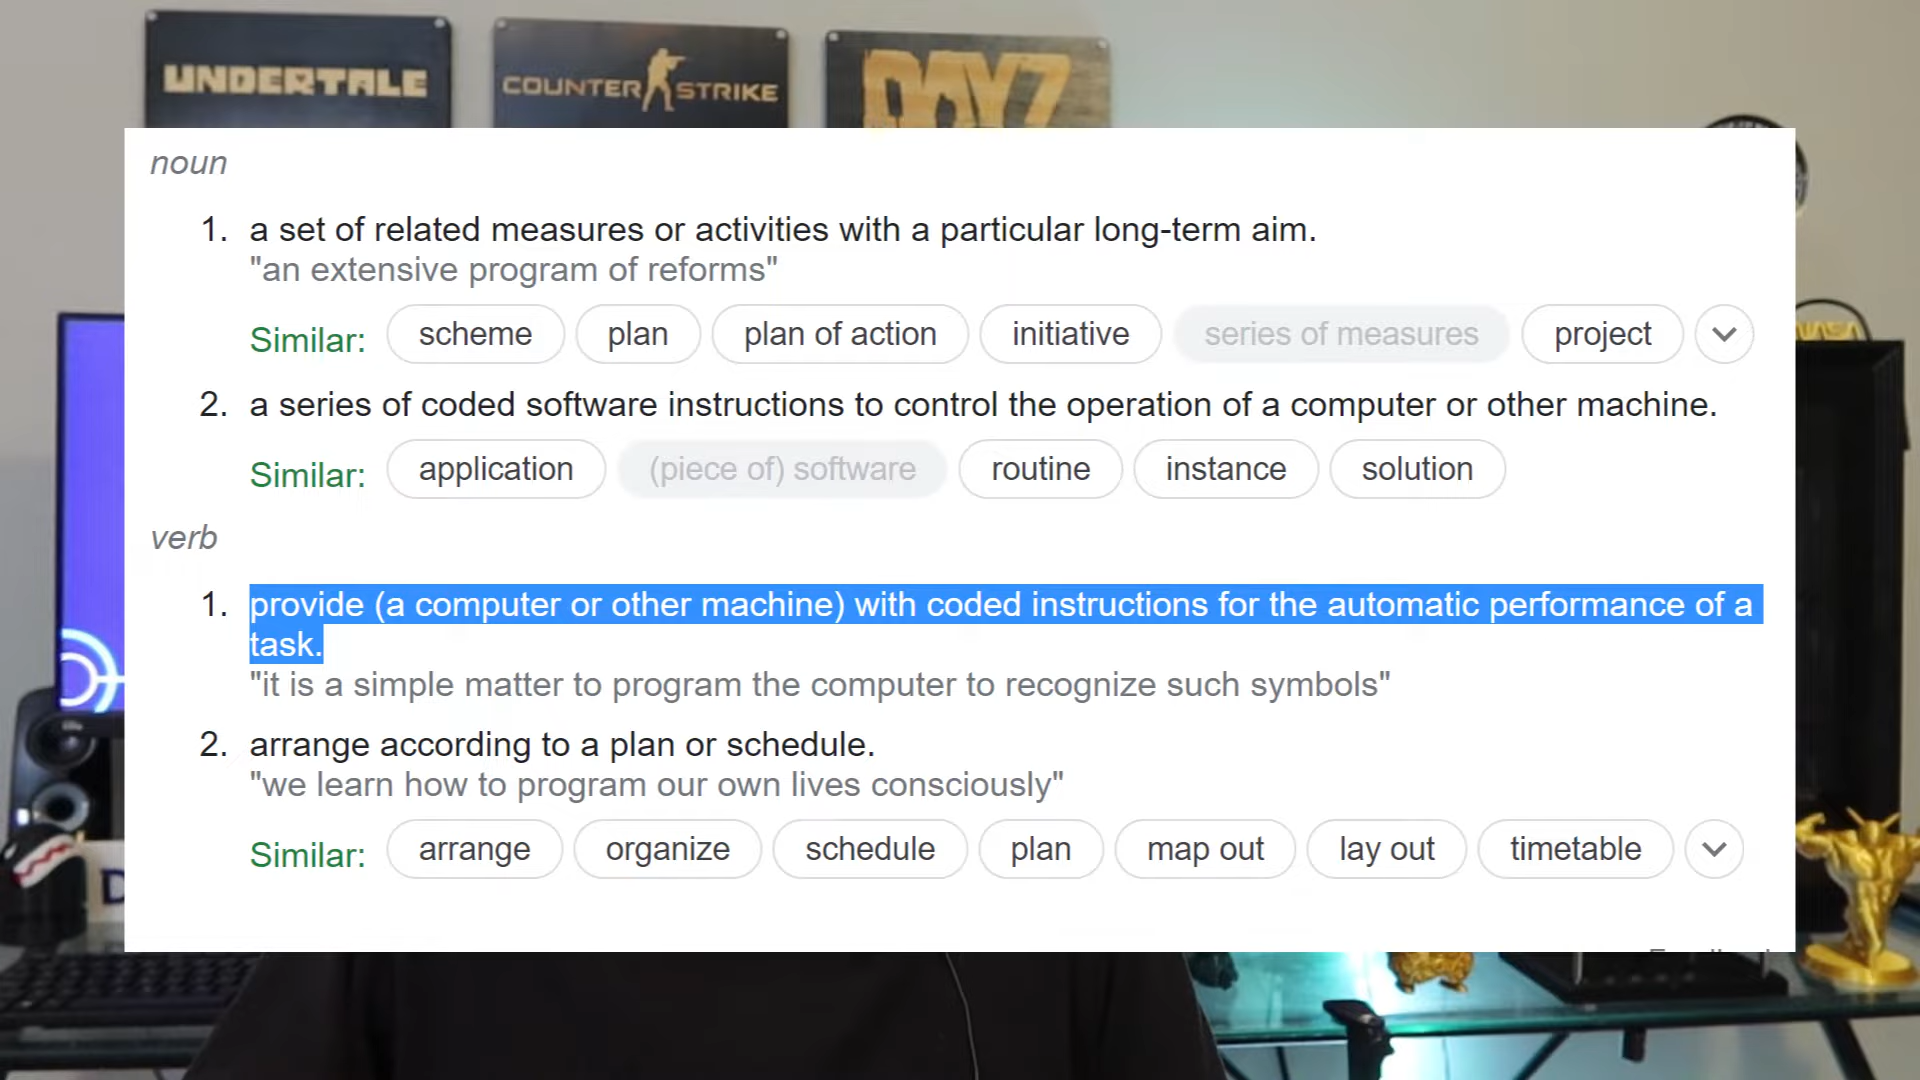 UNDERTALE
COUNTER STRIKE
DAYZ
noun
1. a set of related measures or activities with a particular long-term aim.
"an extensive program of reforms"
Similar: scheme plan plan of action initiative series of measures project
2. a series of coded software instructions to control the operation of a computer or other machine.
Similar: application (piece of) software routine instance solution
verb
1. provide (a computer or other machine) with coded instructions for the automatic performance of a
task.
"it is a simple matter to program the computer to recognize such symbols"
2. arrange according to a plan or schedule.
"we learn how to program our own lives consciously"
Similar: arrange organize schedule plan map out lay out timetable